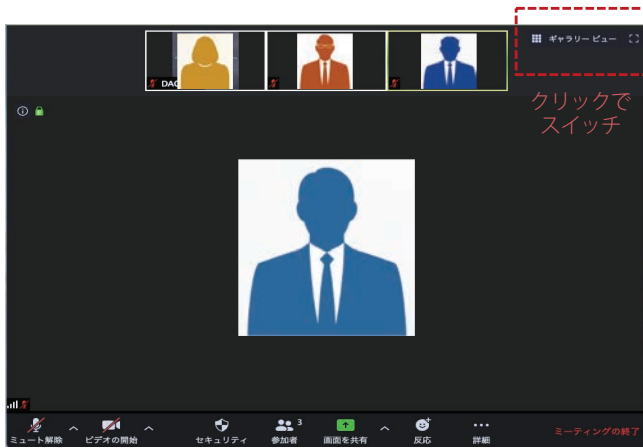 ギャラリー ビュー
DAC
クリックで
スイッチ
3
ミュート解除
ビデオの開始
セキュリティ
参加者
画面を共有
反応
詳細
ミーティングの終了